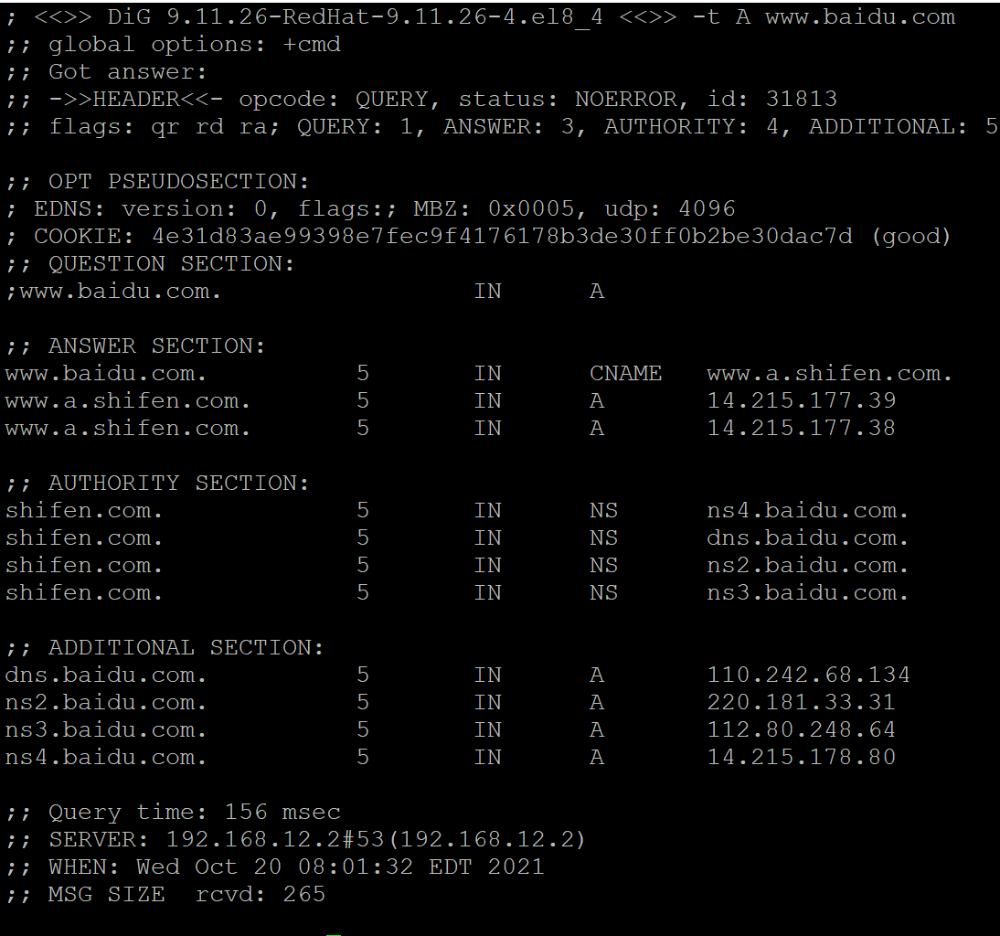 ; <<>> DiG 9.11.26-RedHat-9.11.26-4.el8_4 <<>> -t A www.baidu.com
;; global options: +cmd
;; Got answer:
;; ->>HEADER<<- opcode: QUERY, status: NOERROR, id: 31813
;; flags: qr rd ra; QUERY: 1, ANSWER: 3, AUTHORITY: 4, ADDITIONAL: 5
;; OPT PSEUDOSECTION:
; EDNS: version: 0, flags:; MBZ: 0x0005, udp: 4096
; COOKIE: 4e31d83ae99398e7fec9f4176178b3de30ff0b2be30dac7d (good)
;; QUESTION SECTION:
;www.baidu.com. IN A
;; ANSWER SECTION:
www.baidu.com. 5 IN CNAME www.a.shifen.com.
www.a.shifen.com. 5 IN A 14.215.177.39
www.a.shifen.com. 5 IN A 14.215.177.38
;; AUTHORITY SECTION:
shifen.com. 5 IN NS ns4.baidu.com.
shifen.com. 5 IN NS dns.baidu.com.
shifen.com. 5 IN NS ns2.baidu.com.
shifen.com. 5 IN NS ns3.baidu.com.
;; ADDITIONAL SECTION:
dns.baidu.com. 5 IN A 110.242.68.134
ns2.baidu.com. 5 IN A 220.181.33.31
ns3.baidu.com. 5 IN A 112.80.248.64
ns4.baidu.com. 5 IN A 14.215.178.80
;; Query time: 156 msec
;; SERVER: 192.168.12.2#53(192.168.12.2)
;; WHEN: Wed Oct 20 08:01:32 EDT 2021
;; MSG SIZE rcvd: 265